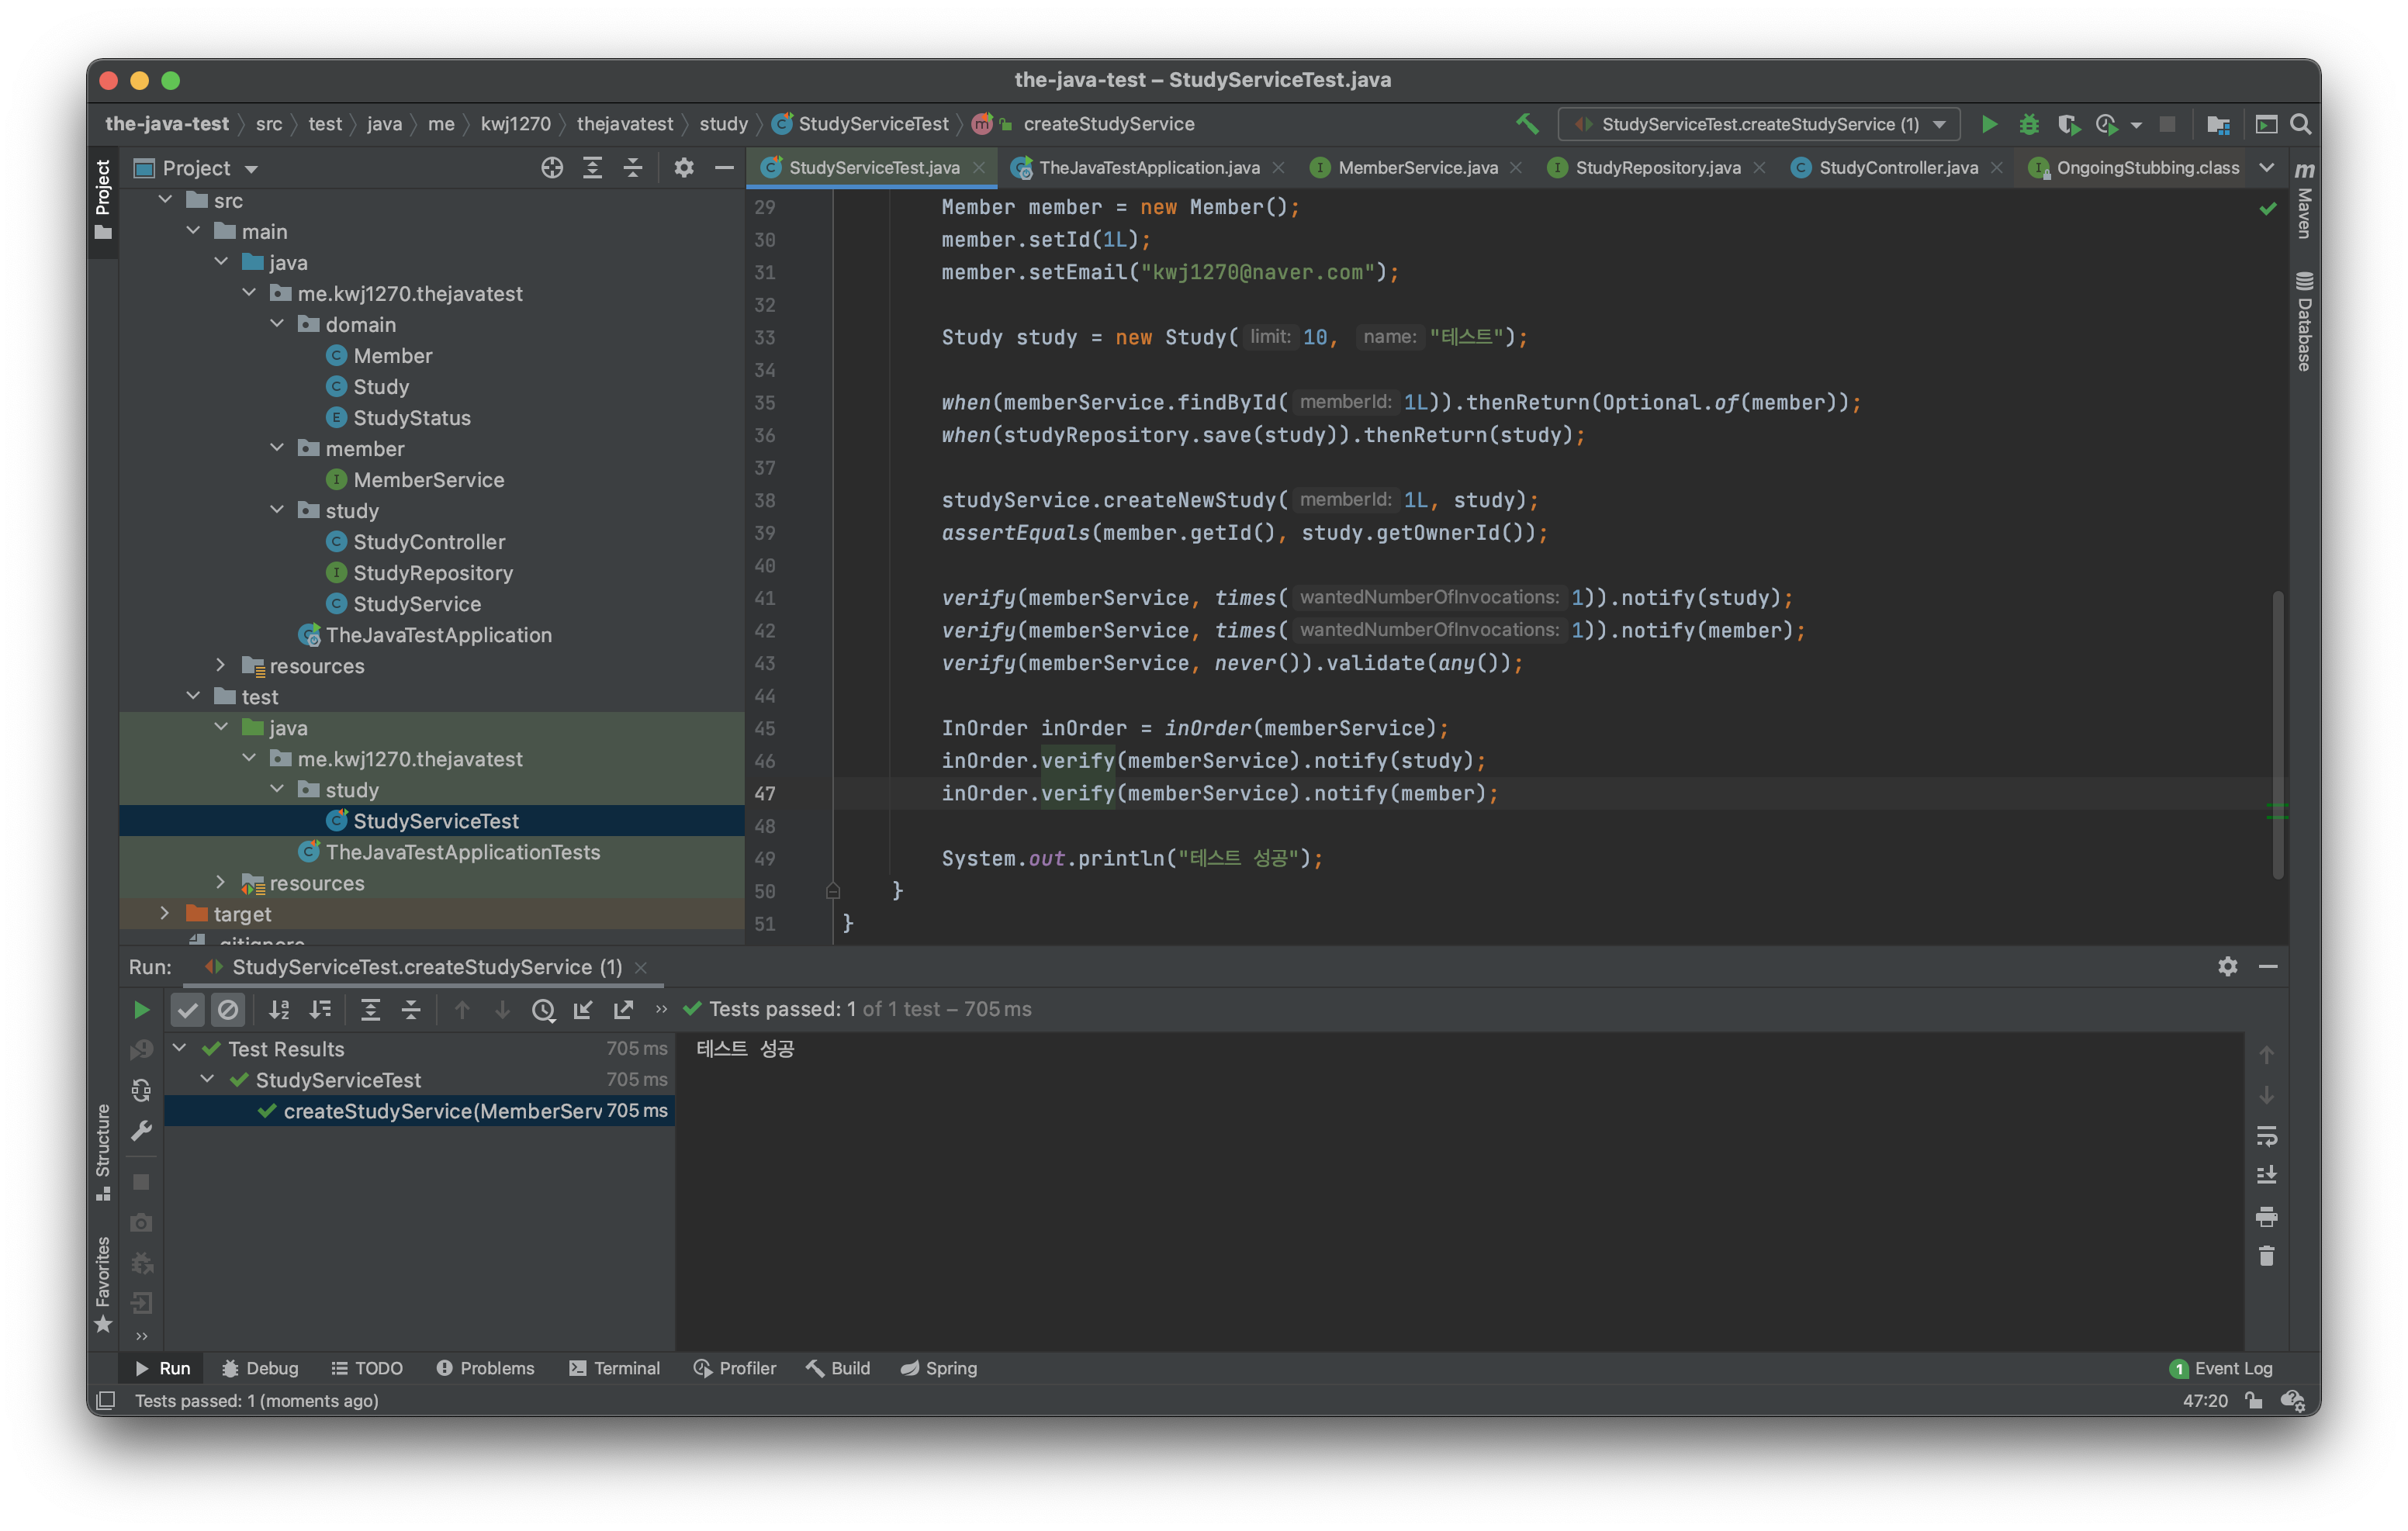 the-java-test – StudyServiceTest.java
the-java-test src test java me kwj1270 thejavatest study StudyServiceTest createStudyService StudyServiceTest.createStudyService (1)
Project
Project
StudyServiceTest.java TheJavaTestApplication.java MemberService.java StudyRepository.java StudyController.java OngoingStubbing.class
Maven
Database
src
main
java
me.kwj1270.thejavatest
domain
Member
Study
StudyStatus
member
MemberService
study
StudyController
StudyRepository
StudyService
TheJavaTestApplication
resources
test
java
me.kwj1270.thejavatest
study
StudyServiceTest
TheJavaTestApplicationTests
resources
target
.gitignore
29 Member member = new Member();
30 member.setId(1L);
31 member.setEmail("kwj1270@naver.com");
32
33 Study study = new Study( limit: 10, name: "테스트");
34
35 when(memberService.findById( memberId: 1L)).thenReturn(Optional.of(member));
36 when(studyRepository.save(study)).thenReturn(study);
37
38 studyService.createNewStudy( memberId: 1L, study);
39 assertEquals(member.getId(), study.getOwnerId());
40
41 verify(memberService, times( wantedNumberOfInvocations: 1)).notify(study);
42 verify(memberService, times( wantedNumberOfInvocations: 1)).notify(member);
43 verify(memberService, never()).validate(any());
44
45 InOrder inOrder = inOrder(memberService);
46 inOrder.verify(memberService).notify(study);
47 inOrder.verify(memberService).notify(member);
48
49 System.out.println("테스트 성공");
50 }
51 }
Run: StudyServiceTest.createStudyService (1)
Tests passed: 1 of 1 test – 705 ms
Test Results 705 ms
StudyServiceTest 705 ms
createStudyService(MemberServ 705 ms
테스트 성공
Structure
Favorites
Run Debug TODO Problems Terminal Profiler Build Spring 1 Event Log
Tests passed: 1 (moments ago) 47:20